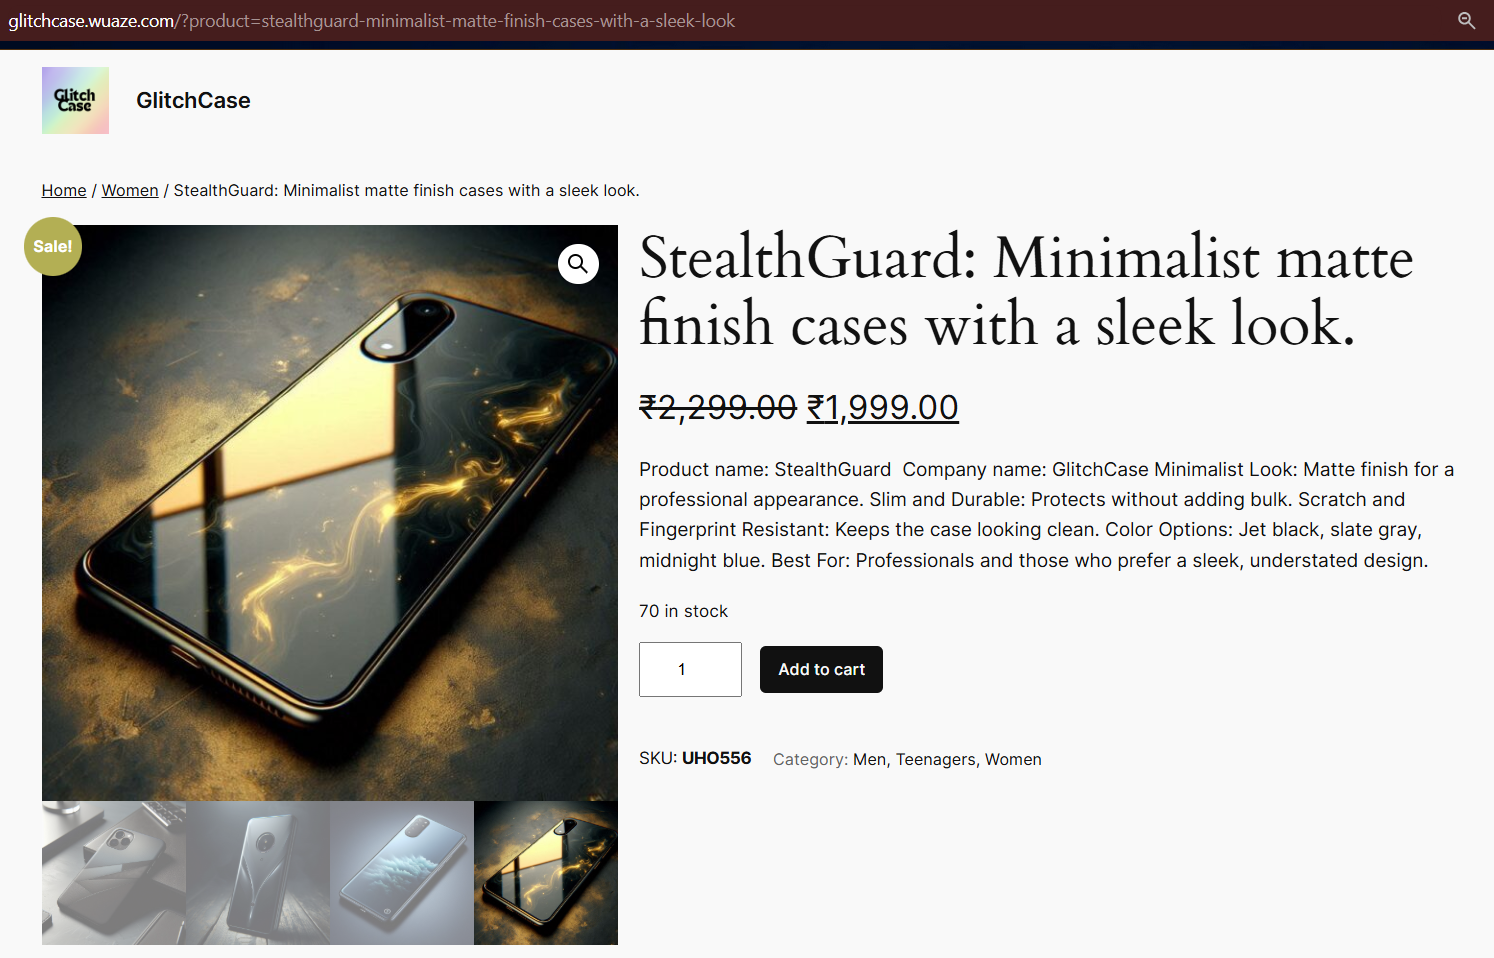 glitchcase.wuaze.com/?product=stealthguard-minimalist-matte-finish-cases-with-a-sleek-look
Glitch
Case
GlitchCase
Home / Women / StealthGuard: Minimalist matte finish cases with a sleek look.
Sale!
StealthGuard: Minimalist matte
finish cases with a sleek look.
₹2,299.00 ₹1,999.00
Product name: StealthGuard  Company name: GlitchCase Minimalist Look: Matte finish for a
professional appearance. Slim and Durable: Protects without adding bulk. Scratch and
Fingerprint Resistant: Keeps the case looking clean. Color Options: Jet black, slate gray,
midnight blue. Best For: Professionals and those who prefer a sleek, understated design.
70 in stock
1
Add to cart
SKU: UHO556 Category: Men, Teenagers, Women